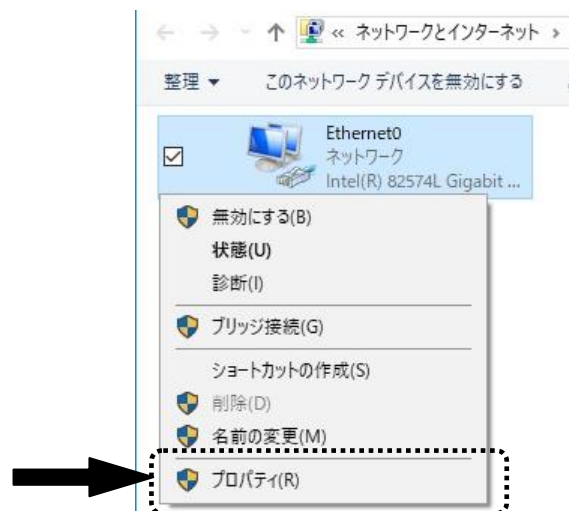 « ネットワークとインターネット ›
整理 ▼ このネットワーク デバイスを無効にする
Ethernet0
ネットワーク
Intel(R) 82574L Gigabit ...
無効にする(B)
状態(U)
診断(I)
ブリッジ接続(G)
ショートカットの作成(S)
削除(D)
名前の変更(M)
プロパティ(R)